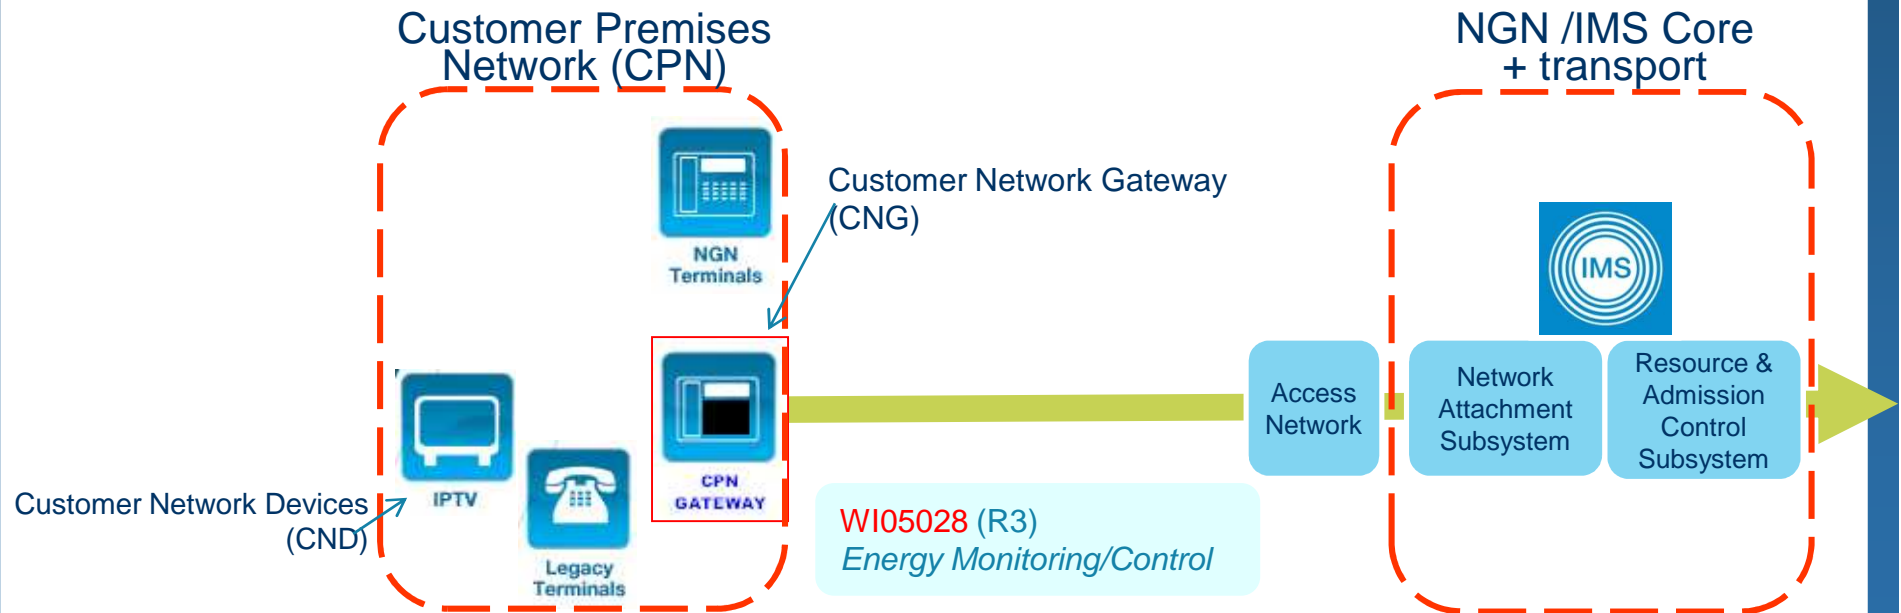 Customer Premises
Network (CPN)
NGN /IMS Core
+ transport
NGN
Terminals
Customer Network Gateway
(CNG)
IMS
Access
Network
Network
Attachment
Subsystem
Resource &
Admission
Control
Subsystem
IPTV
CPN
GATEWAY
Customer Network Devices
(CND)
Legacy
Terminals
WI05028 (R3)
Energy Monitoring/Control